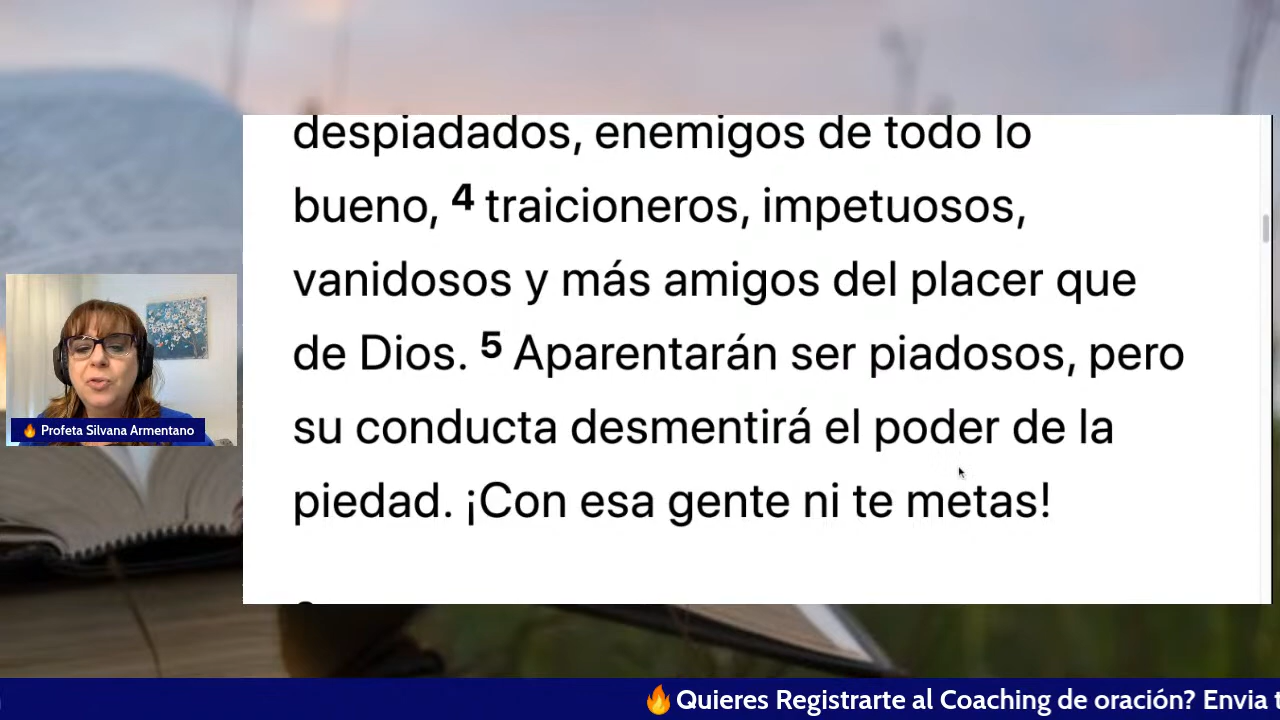 despiadados, enemigos de todo lo
bueno, 4 traicioneros, impetuosos,
vanidosos y más amigos del placer que
de Dios. 5 Aparentarán ser piadosos, pero
su conducta desmentirá el poder de la
piedad. ¡Con esa gente ni te metas!
🔥 Profeta Silvana Armentano
🔥Quieres Registrarte al Coaching de oración? Envia